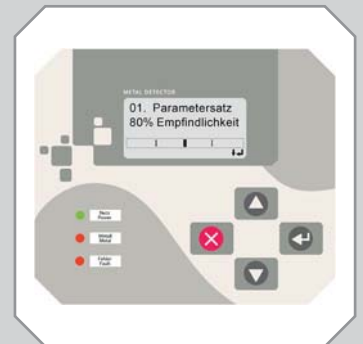 METAL DETECTOR
01. Parametersatz
80% Empfindlichkeit
Netz
Power
Metall
Metal
Fehler
Fault